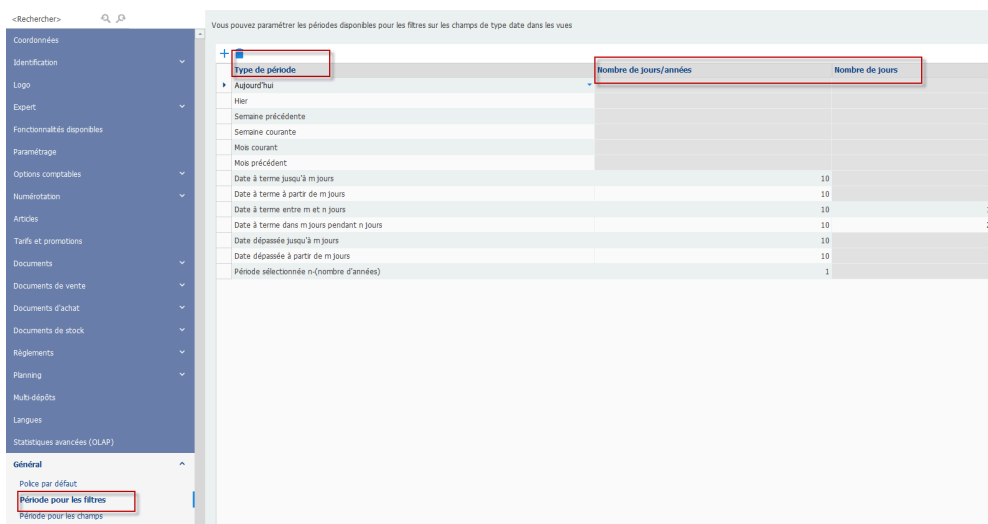 <Rechercher>
Coordonnées
Identification
Logo
Expert
Fonctionnalités disponibles
Paramétrage
Options comptables
Numérotation
Articles
Tarifs et promotions
Documents
Documents de vente
Documents d'achat
Documents de stock
Règlements
Planning
Multi-dépôts
Langues
Statistiques avancées (OLAP)
Général
Police par défaut
Période pour les filtres
Période pour les champs
Vous pouvez paramétrer les périodes disponibles pour les filtres sur les champs de type date dans les vues
Type de période Nombre de jours/années Nombre de jours
Aujourd'hui
Hier
Semaine précédente
Semaine courante
Mois courant
Mois précédent
Date à terme jusqu'à m jours 10
Date à terme à partir de m jours 10
Date à terme entre m et n jours 10
Date à terme dans m jours pendant n jours 10
Date dépassée jusqu'à m jours 10
Date dépassée à partir de m jours 10
Période sélectionnée n-(nombre d'années) 1